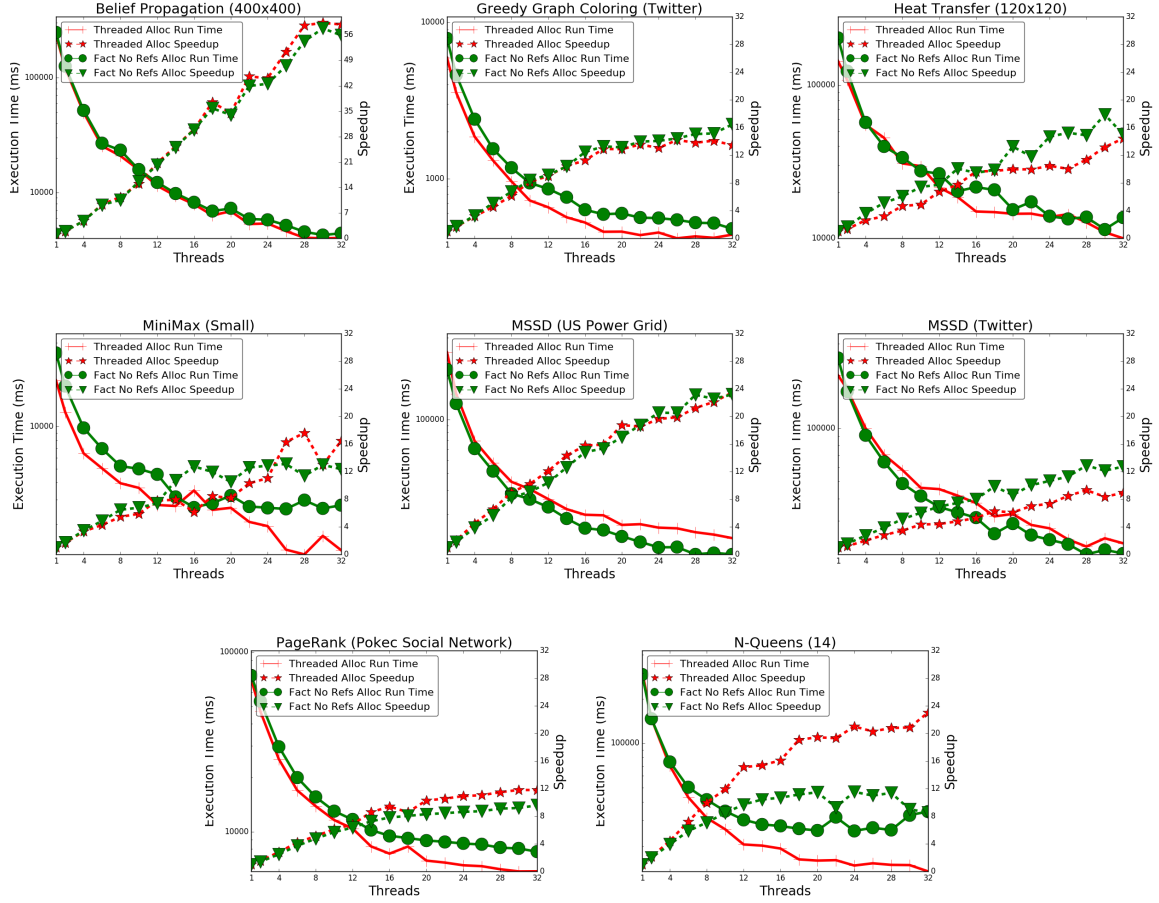 Belief Propagation (400x400)
Threaded Alloc Run Time
Threaded Alloc Speedup
Fact No Refs Alloc Run Time
Fact No Refs Alloc Speedup
100000
10000
Execution Time (ms)
56
49
42
35
28
21
14
7
0
Speedup
1 4 8 12 16 20 24 28 32
Threads
Greedy Graph Coloring (Twitter)
Threaded Alloc Run Time
Threaded Alloc Speedup
Fact No Refs Alloc Run Time
Fact No Refs Alloc Speedup
10000
1000
Execution Time (ms)
32
28
24
20
16
12
8
4
0
Speedup
1 4 8 12 16 20 24 28 32
Threads
Heat Transfer (120x120)
Threaded Alloc Run Time
Threaded Alloc Speedup
Fact No Refs Alloc Run Time
Fact No Refs Alloc Speedup
100000
10000
Execution Time (ms)
32
28
24
20
16
12
8
4
0
Speedup
1 4 8 12 16 20 24 28 32
Threads
MiniMax (Small)
Threaded Alloc Run Time
Threaded Alloc Speedup
Fact No Refs Alloc Run Time
Fact No Refs Alloc Speedup
10000
Execution Time (ms)
32
28
24
20
16
12
8
4
0
Speedup
1 4 8 12 16 20 24 28 32
Threads
MSSD (US Power Grid)
Threaded Alloc Run Time
Threaded Alloc Speedup
Fact No Refs Alloc Run Time
Fact No Refs Alloc Speedup
100000
Execution Time (ms)
32
28
24
20
16
12
8
4
0
Speedup
1 4 8 12 16 20 24 28 32
Threads
MSSD (Twitter)
Threaded Alloc Run Time
Threaded Alloc Speedup
Fact No Refs Alloc Run Time
Fact No Refs Alloc Speedup
100000
Execution Time (ms)
32
28
24
20
16
12
8
4
0
Speedup
1 4 8 12 16 20 24 28 32
Threads
PageRank (Pokec Social Network)
Threaded Alloc Run Time
Threaded Alloc Speedup
Fact No Refs Alloc Run Time
Fact No Refs Alloc Speedup
100000
10000
Execution Time (ms)
32
28
24
20
16
12
8
4
0
Speedup
1 4 8 12 16 20 24 28 32
Threads
N-Queens (14)
Threaded Alloc Run Time
Threaded Alloc Speedup
Fact No Refs Alloc Run Time
Fact No Refs Alloc Speedup
100000
Execution Time (ms)
32
28
24
20
16
12
8
4
0
Speedup
1 4 8 12 16 20 24 28 32
Threads